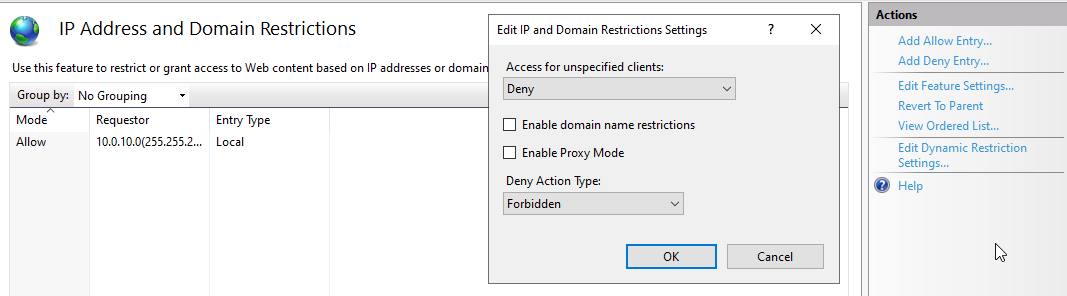 IP Address and Domain Restrictions
Use this feature to restrict or grant access to Web content based on IP addresses or domain
Group by: No Grouping
Mode Requestor Entry Type
Allow 10.0.10.0(255.255.2... Local
Edit IP and Domain Restrictions Settings ? ×
Access for unspecified clients:
Deny
Enable domain name restrictions
Enable Proxy Mode
Deny Action Type:
Forbidden
OK Cancel
Actions
Add Allow Entry...
Add Deny Entry...
Edit Feature Settings...
Revert To Parent
View Ordered List...
Edit Dynamic Restriction
Settings...
? Help